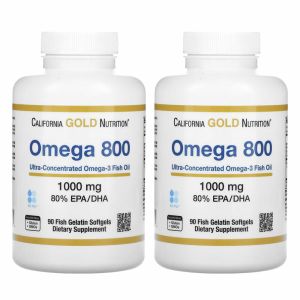 CALIFORNIA GOLD NUTRITION®
Omega 800
Ultra-Concentrated Omega-3 Fish Oil
1000 mg
80% EPA/DHA
90 Fish Gelatin Softgels
Dietary Supplement
CALIFORNIA GOLD NUTRITION®
Omega 800
Ultra-Concentrated Omega-3 Fish Oil
1000 mg
80% EPA/DHA
90 Fish Gelatin Softgels
Dietary Supplement